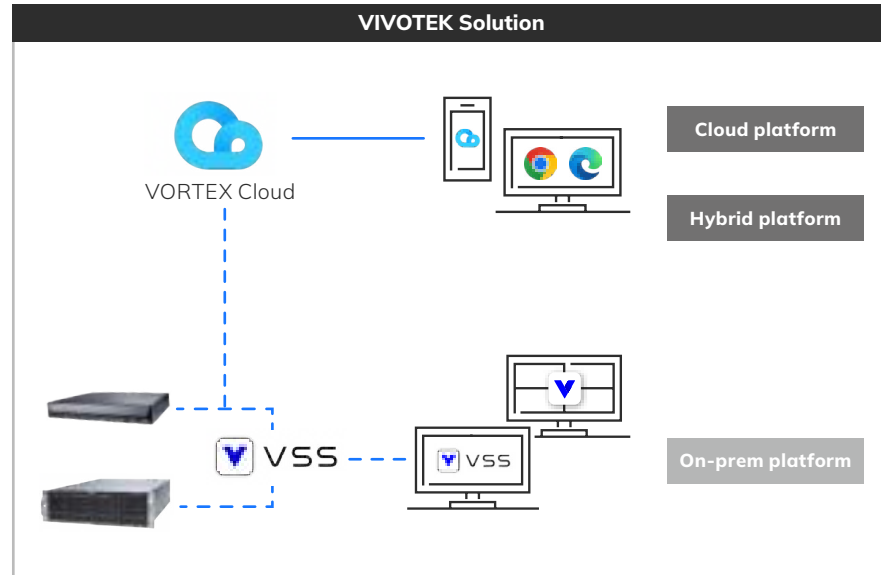 VIVOTEK Solution
Cloud platform
VORTEX Cloud
Hybrid platform
VSS
VSS
On-prem platform